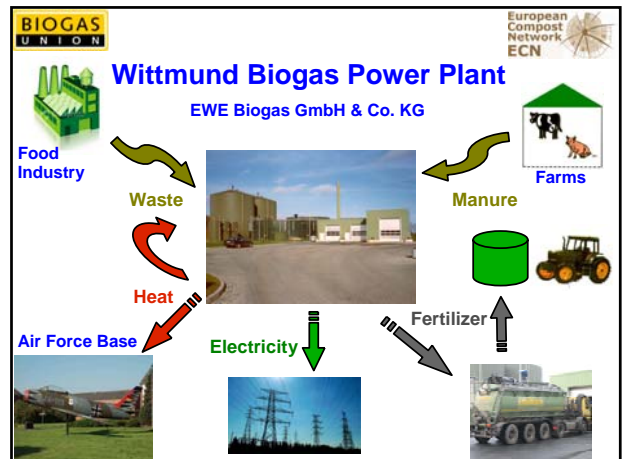 BIOGAS
UNION
European
Compost
Network
ECN
Wittmund Biogas Power Plant
EWE Biogas GmbH & Co. KG
Food
Industry
Farms
Waste
Manure
Heat
Fertilizer
Air Force Base
Electricity